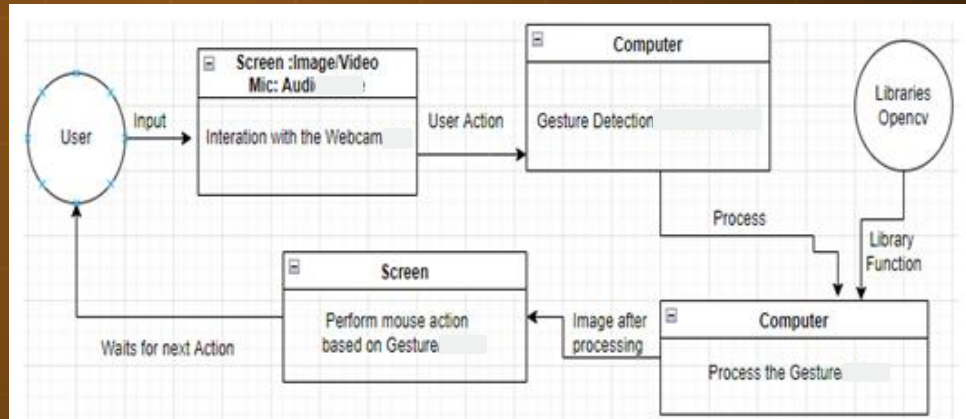 User
Input
Screen :Image/Video
Mic: Audi
Interation with the Webcam
User Action
Computer
Gesture Detection
Libraries
Opencv
Process
Library
Function
Computer
Process the Gesture
Image after
processing
Screen
Perform mouse action
based on Gesture
Waits for next Action